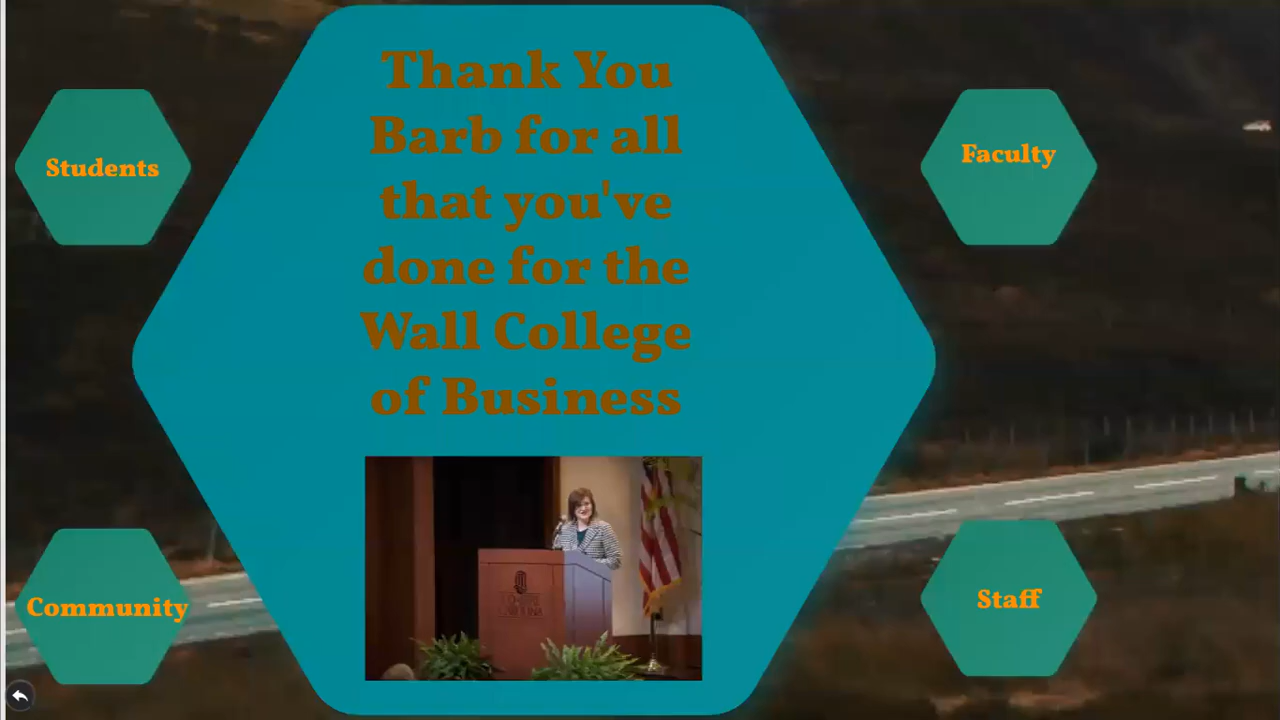 Thank You
Barb for all
that you've
done for the
Wall College
of Business
Students
Faculty
Community
Staff